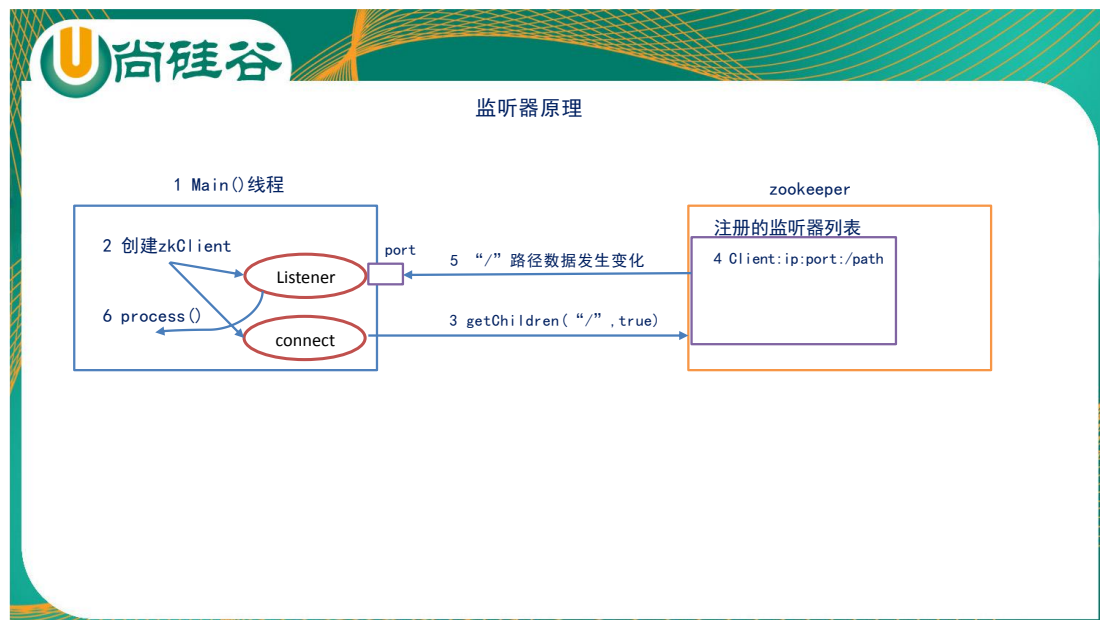 尚硅谷
监听器原理
1 Main()线程
zookeeper
2 创建zkClient
Listener
port
5 “/”路径数据发生变化
注册的监听器列表
4 Client:ip:port:/path
6 process()
connect
3 getChildren(“/”,true)